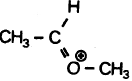 H
CH₃ - C
⊕
O - CH₃